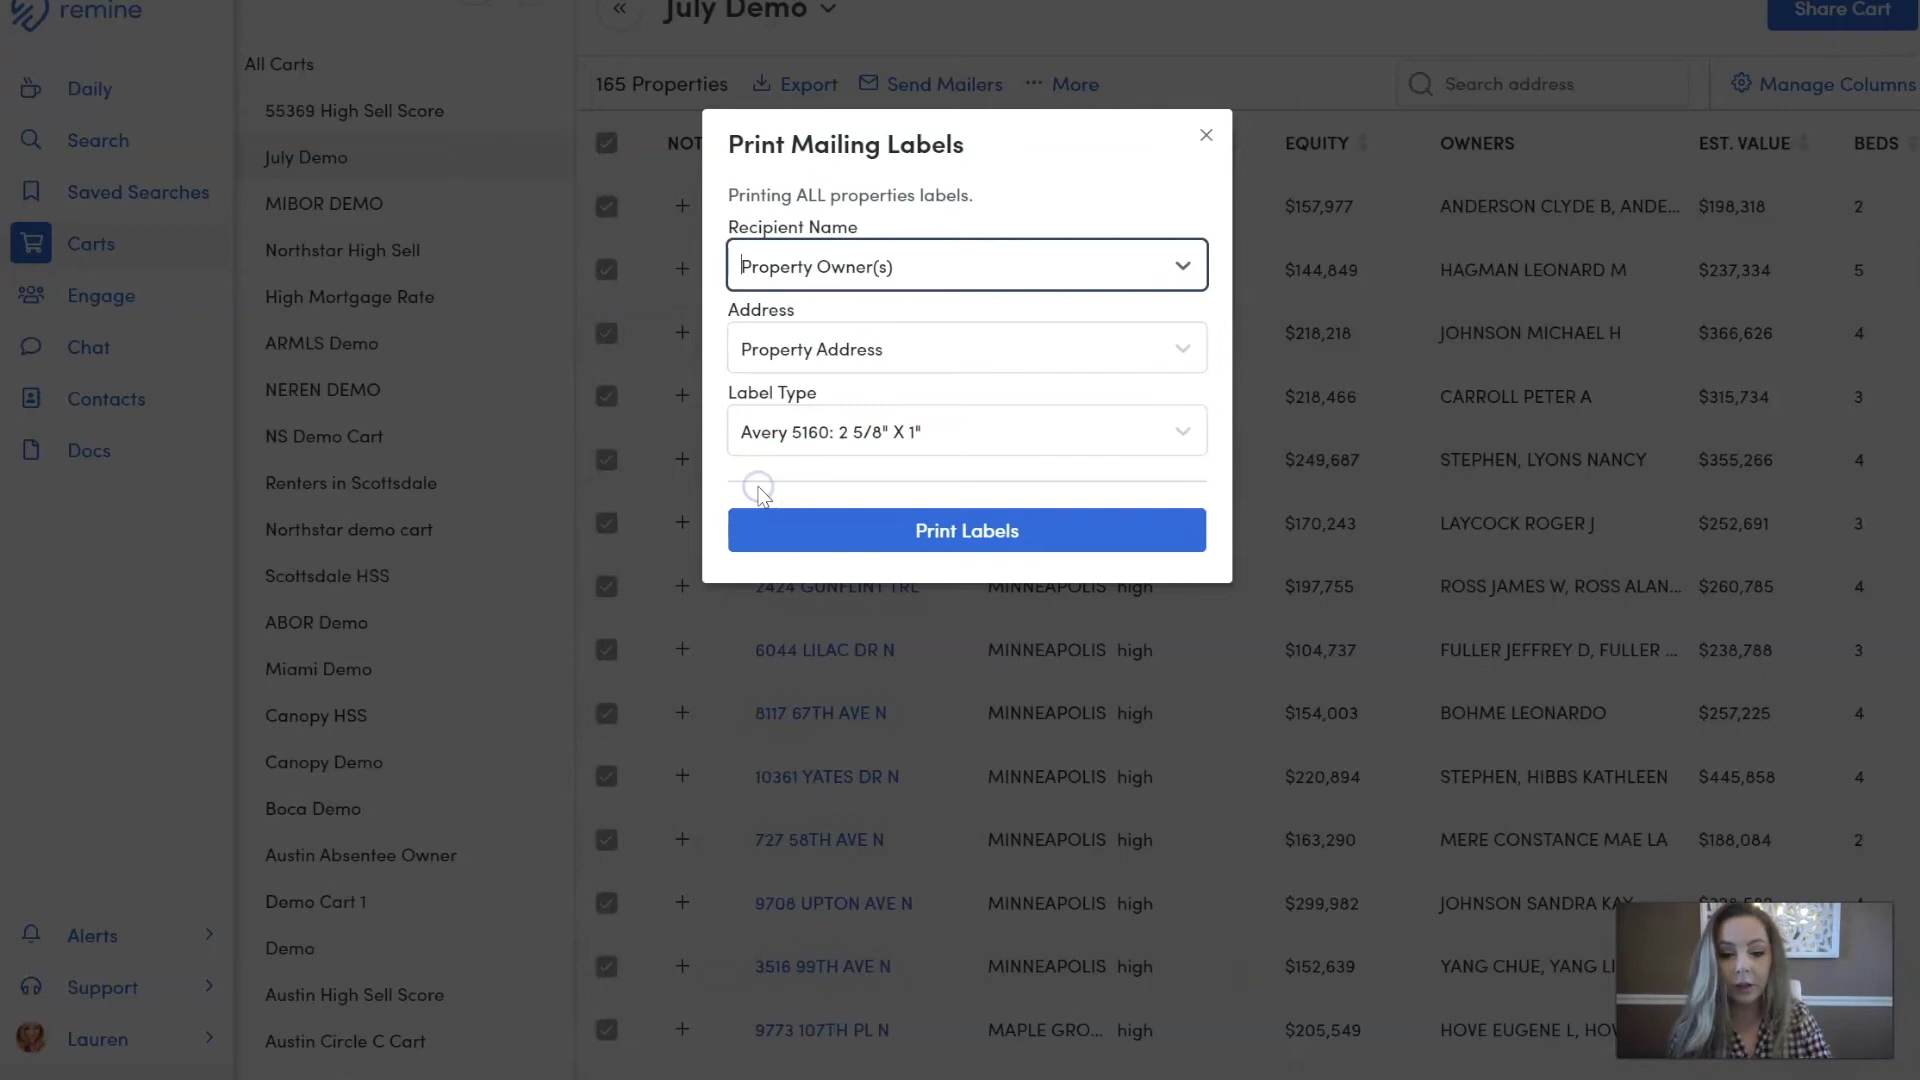 remine
Daily
Search
Saved Searches
Carts
Engage
Chat
Contacts
Docs
Alerts
Support
Lauren
All Carts
55369 High Sell Score
July Demo
MIBOR DEMO
Northstar High Sell
High Mortgage Rate
ARMLS Demo
NEREN DEMO
NS Demo Cart
Renters in Scottsdale
Northstar demo cart
Scottsdale HSS
ABOR Demo
Miami Demo
Canopy HSS
Canopy Demo
Boca Demo
Austin Absentee Owner
Demo Cart 1
Demo
Austin High Sell Score
Austin Circle C Cart
« July Demo
Share Cart
165 Properties Export Send Mailers ··· More Search address Manage Columns
Print Mailing Labels
Printing ALL properties labels.
Recipient Name
Property Owner(s)
Address
Property Address
Label Type
Avery 5160: 2 5/8" X 1"
Print Labels
NOT EQUITY OWNERS EST. VALUE BEDS
+ $157,977 ANDERSON CLYDE B, ANDE... $198,318 2
+ $144,849 HAGMAN LEONARD M $237,334 5
+ $218,218 JOHNSON MICHAEL H $366,626 4
+ $218,466 CARROLL PETER A $315,734 3
+ $249,687 STEPHEN, LYONS NANCY $355,266 4
+ $170,243 LAYCOCK ROGER J $252,691 3
+ 2424 GUNFLINT TRL MINNEAPOLIS high $197,755 ROSS JAMES W, ROSS ALAN... $260,785 4
+ 6044 LILAC DR N MINNEAPOLIS high $104,737 FULLER JEFFREY D, FULLER ... $238,788 3
+ 8117 67TH AVE N MINNEAPOLIS high $154,003 BOHME LEONARDO $257,225 4
+ 10361 YATES DR N MINNEAPOLIS high $220,894 STEPHEN, HIBBS KATHLEEN $445,858 4
+ 727 58TH AVE N MINNEAPOLIS high $163,290 MERE CONSTANCE MAE LA $188,084 2
+ 9708 UPTON AVE N MINNEAPOLIS high $299,982 JOHNSON SANDRA KAY
+ 3516 99TH AVE N MINNEAPOLIS high $152,639 YANG CHUE, YANG
+ 9773 107TH PL N MAPLE GRO... high $205,549 HOVE EUGENE L,